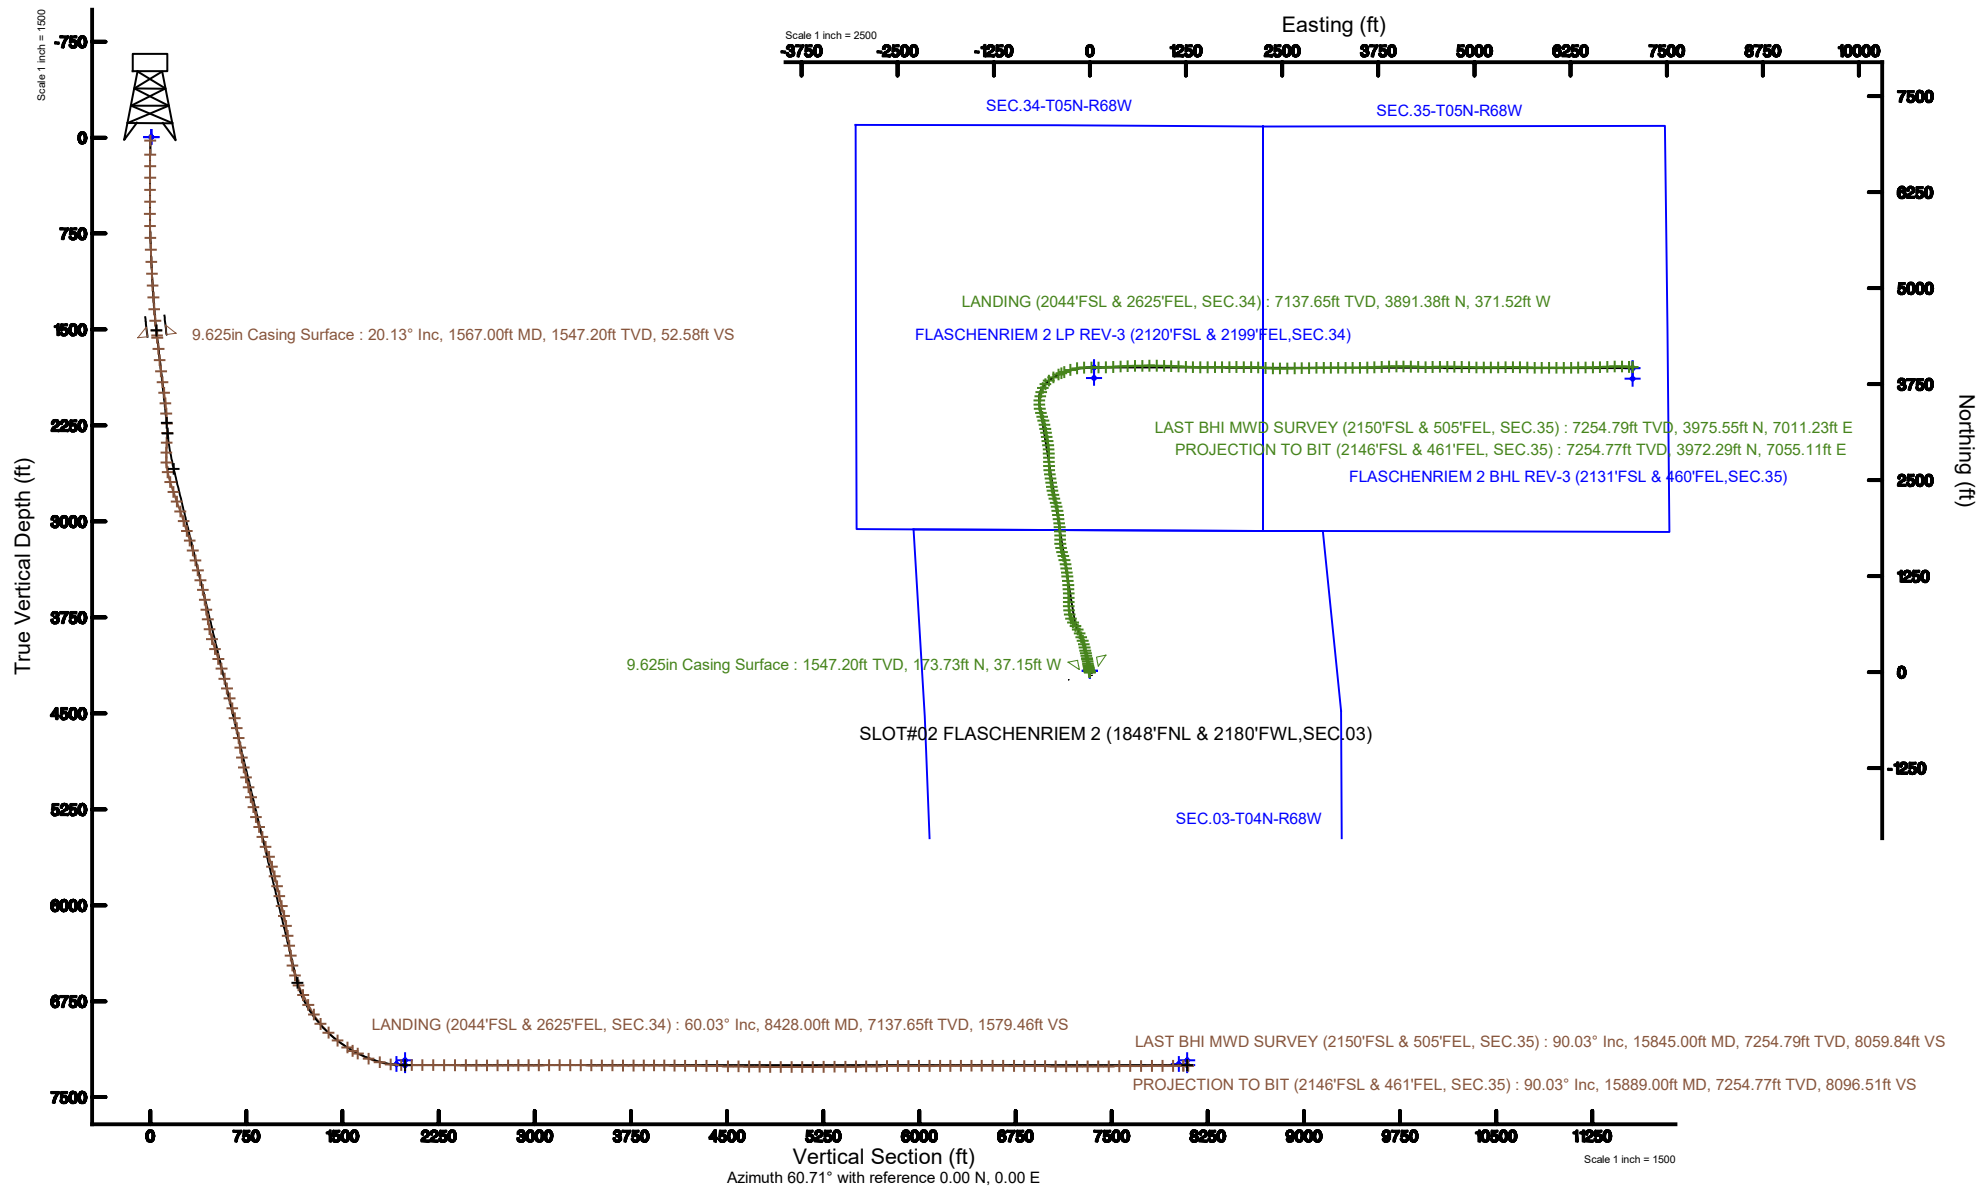 Scale 1 inch = 1500
-750
0
750
1500
2250
3000
3750
4500
5250
6000
6750
7500
True Vertical Depth (ft)
9.625in Casing Surface : 20.13° Inc, 1567.00ft MD, 1547.20ft TVD, 52.58ft VS
Easting (ft)
Scale 1 inch = 2500
-3750 -2500 -1250 0 1250 2500 3750 5000 6250 7500 8750 10000
SEC.34-T05N-R68W
SEC.35-T05N-R68W
LANDING (2044'FSL & 2625'FEL, SEC.34) : 7137.65ft TVD, 3891.38ft N, 371.52ft W
FLASCHENRIEM 2 LP REV-3 (2120'FSL & 2199'FEL,SEC.34)
LAST BHI MWD SURVEY (2150'FSL & 505'FEL, SEC.35) : 7254.79ft TVD, 3975.55ft N, 7011.23ft E
PROJECTION TO BIT (2146'FSL & 461'FEL, SEC.35) : 7254.77ft TVD, 3972.29ft N, 7055.11ft E
FLASCHENRIEM 2 BHL REV-3 (2131'FSL & 460'FEL,SEC.35)
9.625in Casing Surface : 1547.20ft TVD, 173.73ft N, 37.15ft W
SLOT#02 FLASCHENRIEM 2 (1848'FNL & 2180'FWL,SEC.03)
SEC.03-T04N-R68W
7500
6250
5000
3750
2500
1250
0
-1250
Northing (ft)
LANDING (2044'FSL & 2625'FEL, SEC.34) : 60.03° Inc, 8428.00ft MD, 7137.65ft TVD, 1579.46ft VS
LAST BHI MWD SURVEY (2150'FSL & 505'FEL, SEC.35) : 90.03° Inc, 15845.00ft MD, 7254.79ft TVD, 8059.84ft VS
PROJECTION TO BIT (2146'FSL & 461'FEL, SEC.35) : 90.03° Inc, 15889.00ft MD, 7254.77ft TVD, 8096.51ft VS
0 750 1500 2250 3000 3750 4500 5250 6000 6750 7500 8250 9000 9750 10500 11250
Vertical Section (ft)
Scale 1 inch = 1500
Azimuth 60.71° with reference 0.00 N, 0.00 E